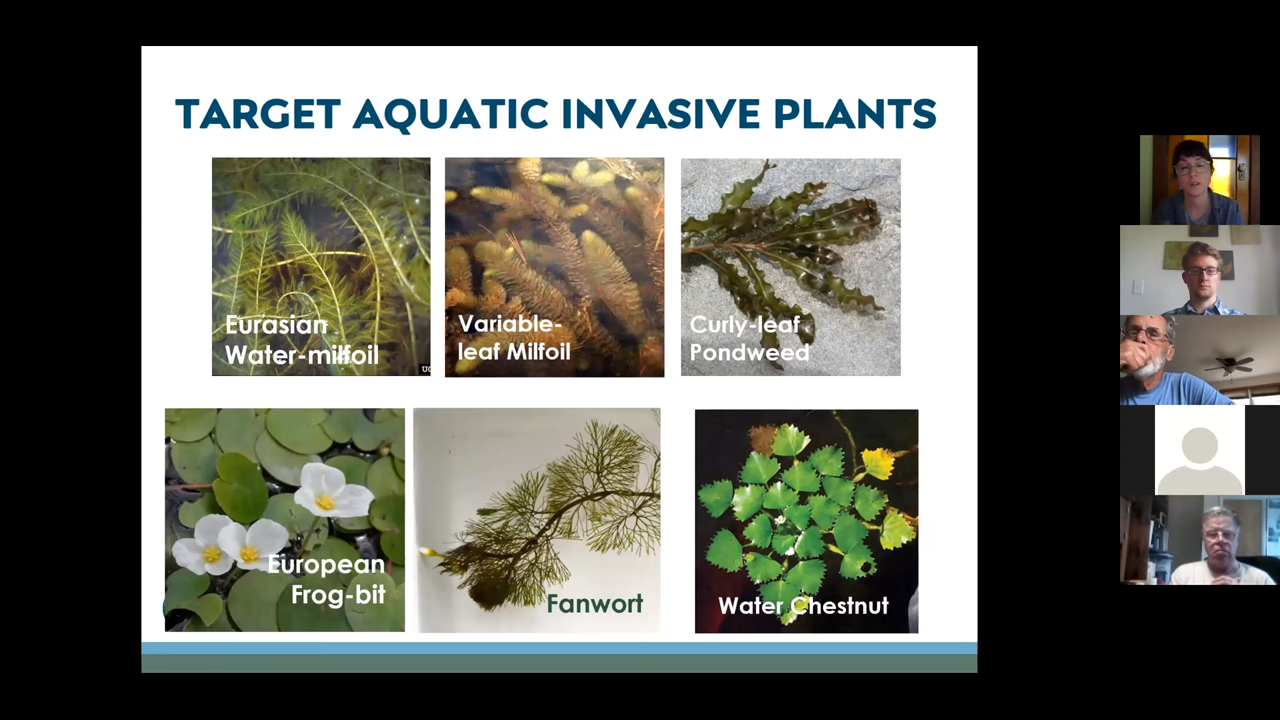 TARGET AQUATIC INVASIVE PLANTS
Eurasian
Water-milfoil
Variable-
leaf Milfoil
Curly-leaf
Pondweed
European
Frog-bit
Fanwort
Water Chestnut